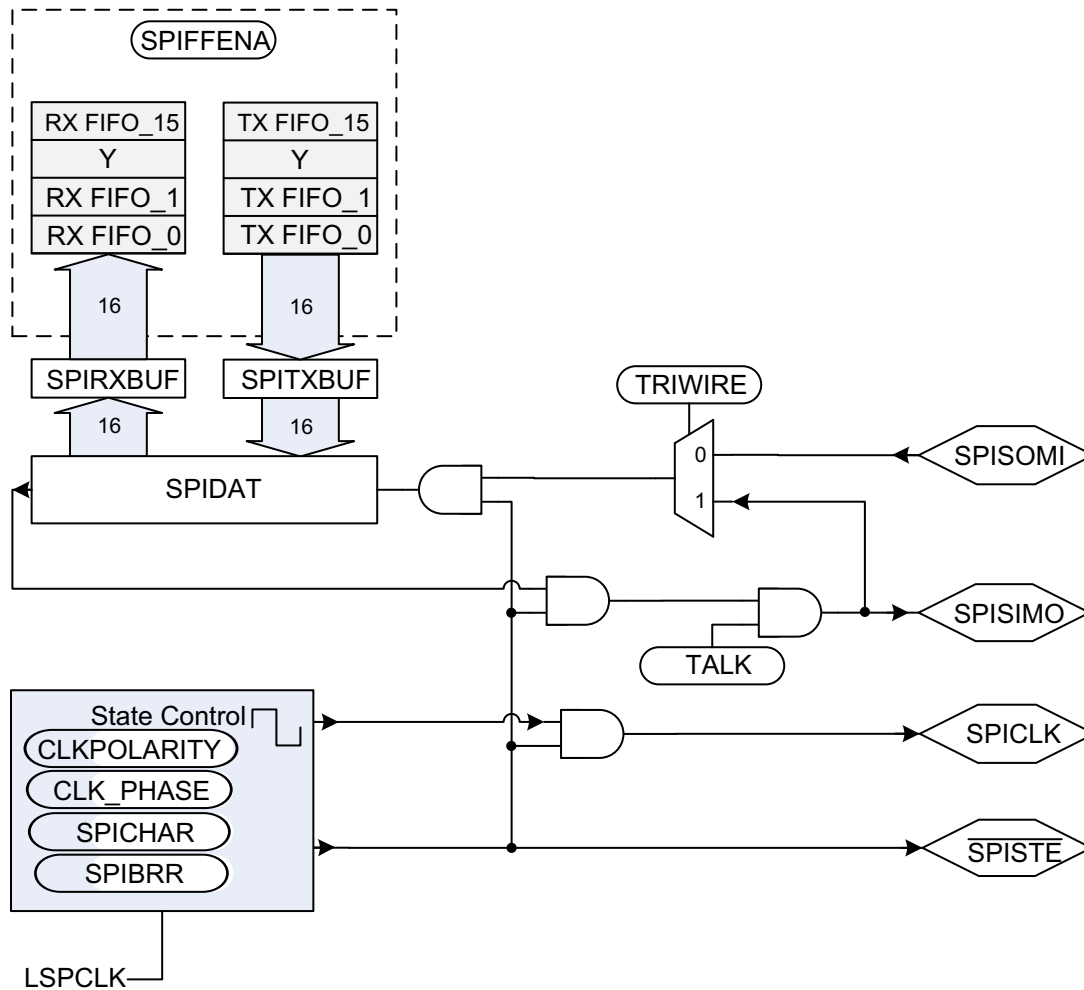 SPIFFENA
RX FIFO_15
TX FIFO_15
Y
Y
RX FIFO_1
TX FIFO_1
RX FIFO_0
TX FIFO_0
16
16
SPIRXBUF
SPITXBUF
TRIWIRE
16
16
0
SPISOMI
SPIDAT
1
SPISIMO
TALK
State Control
SPICLK
CLKPOLARITY
CLK_PHASE
SPICHAR
SPISTE
SPIBRR
LSPCLK